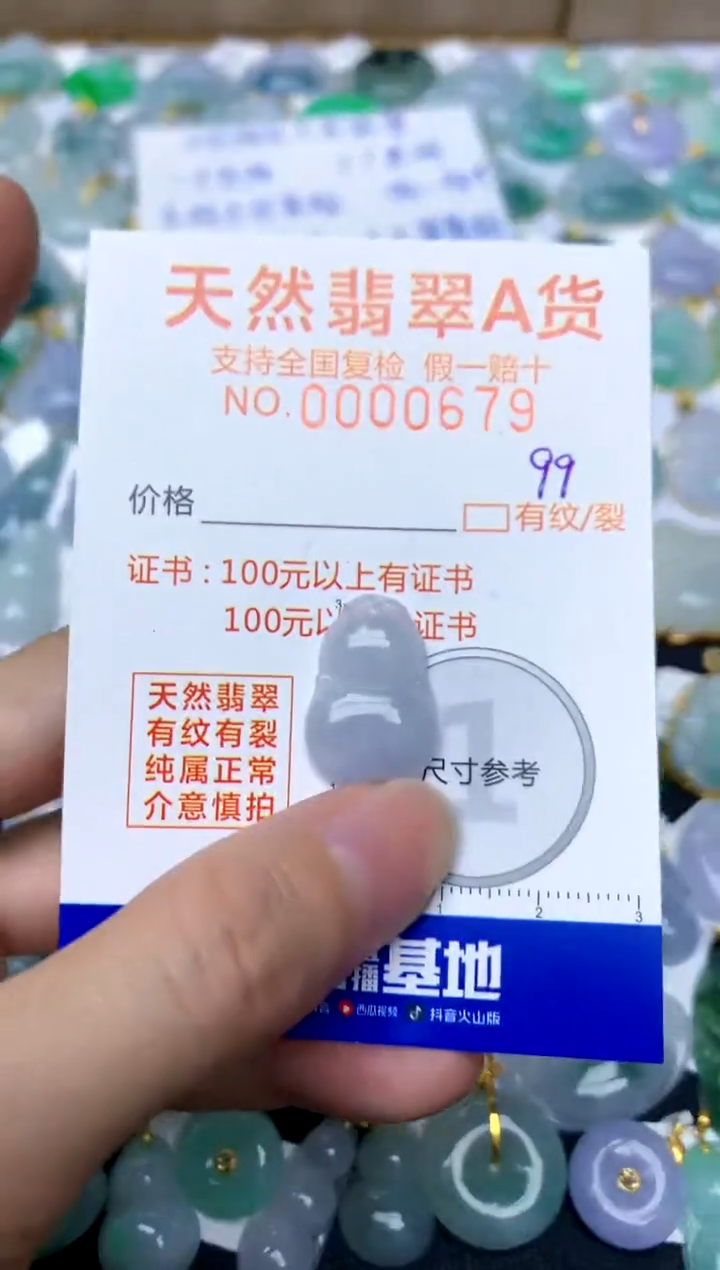 天然翡翠A货
支持全国复检 假一赔十
NO.0000679
99
价格
有纹/裂
证书:100元以上有证书
100元以 证书
天然翡翠
有纹有裂
纯属正常
介意慎拍
尺寸参考
1
1 2 3
播基地
西瓜视频 抖音火山版